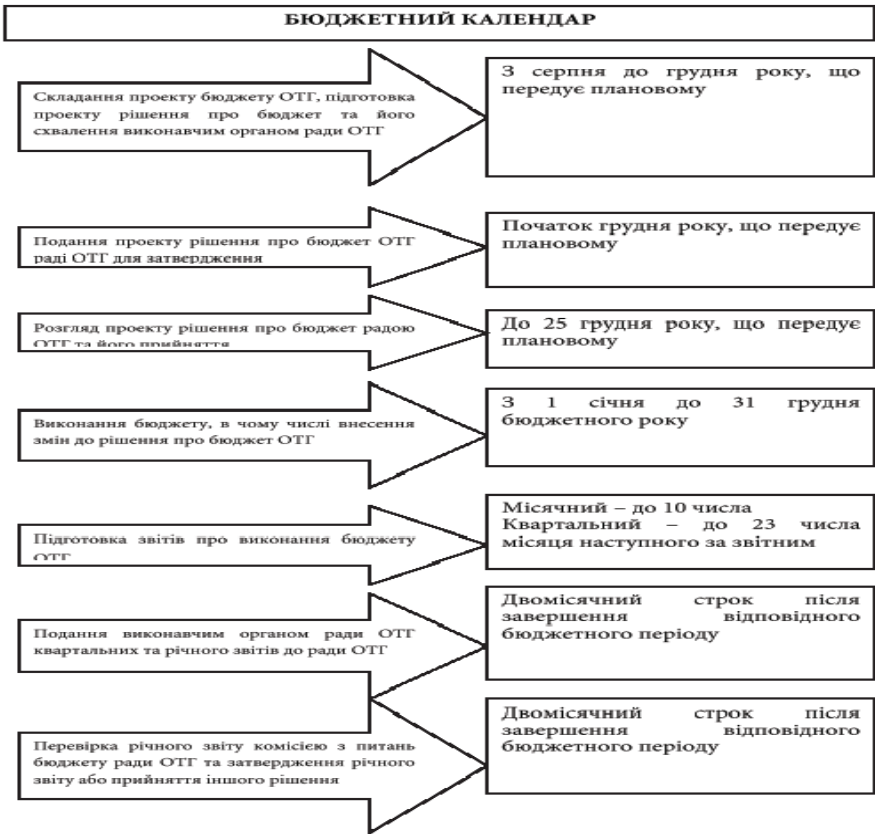 БЮДЖЕТНИЙ КАЛЕНДАР
Складання проекту бюджету ОТГ, підготовка
проекту рішення про бюджет та його
схвалення виконавчим органом ради ОТГ
З серпня до грудня року, що
передує плановому
Подання проекту рішення про бюджет ОТГ
раді ОТГ для затвердження
Початок грудня року, що передує
плановому
Розгляд проекту рішення про бюджет радою
ОТГ та його прийняття
До 25 грудня року, що передує
плановому
Виконання бюджету, в чому числі внесення
змін до рішення про бюджет ОТГ
З 1 січня до 31 грудня
бюджетного року
Підготовка звітів про виконання бюджету
ОТГ
Місячний – до 10 числа
Квартальний – до 23 числа
місяця наступного за звітним
Подання виконавчим органом ради ОТГ
квартальних та річного звітів до ради ОТГ
Двомісячний строк після
завершення відповідного
бюджетного періоду
Перевірка річного звіту комісією з питань
бюджету ради ОТГ та затвердження річного
звіту або прийняття іншого рішення
Двомісячний строк після
завершення відповідного
бюджетного періоду